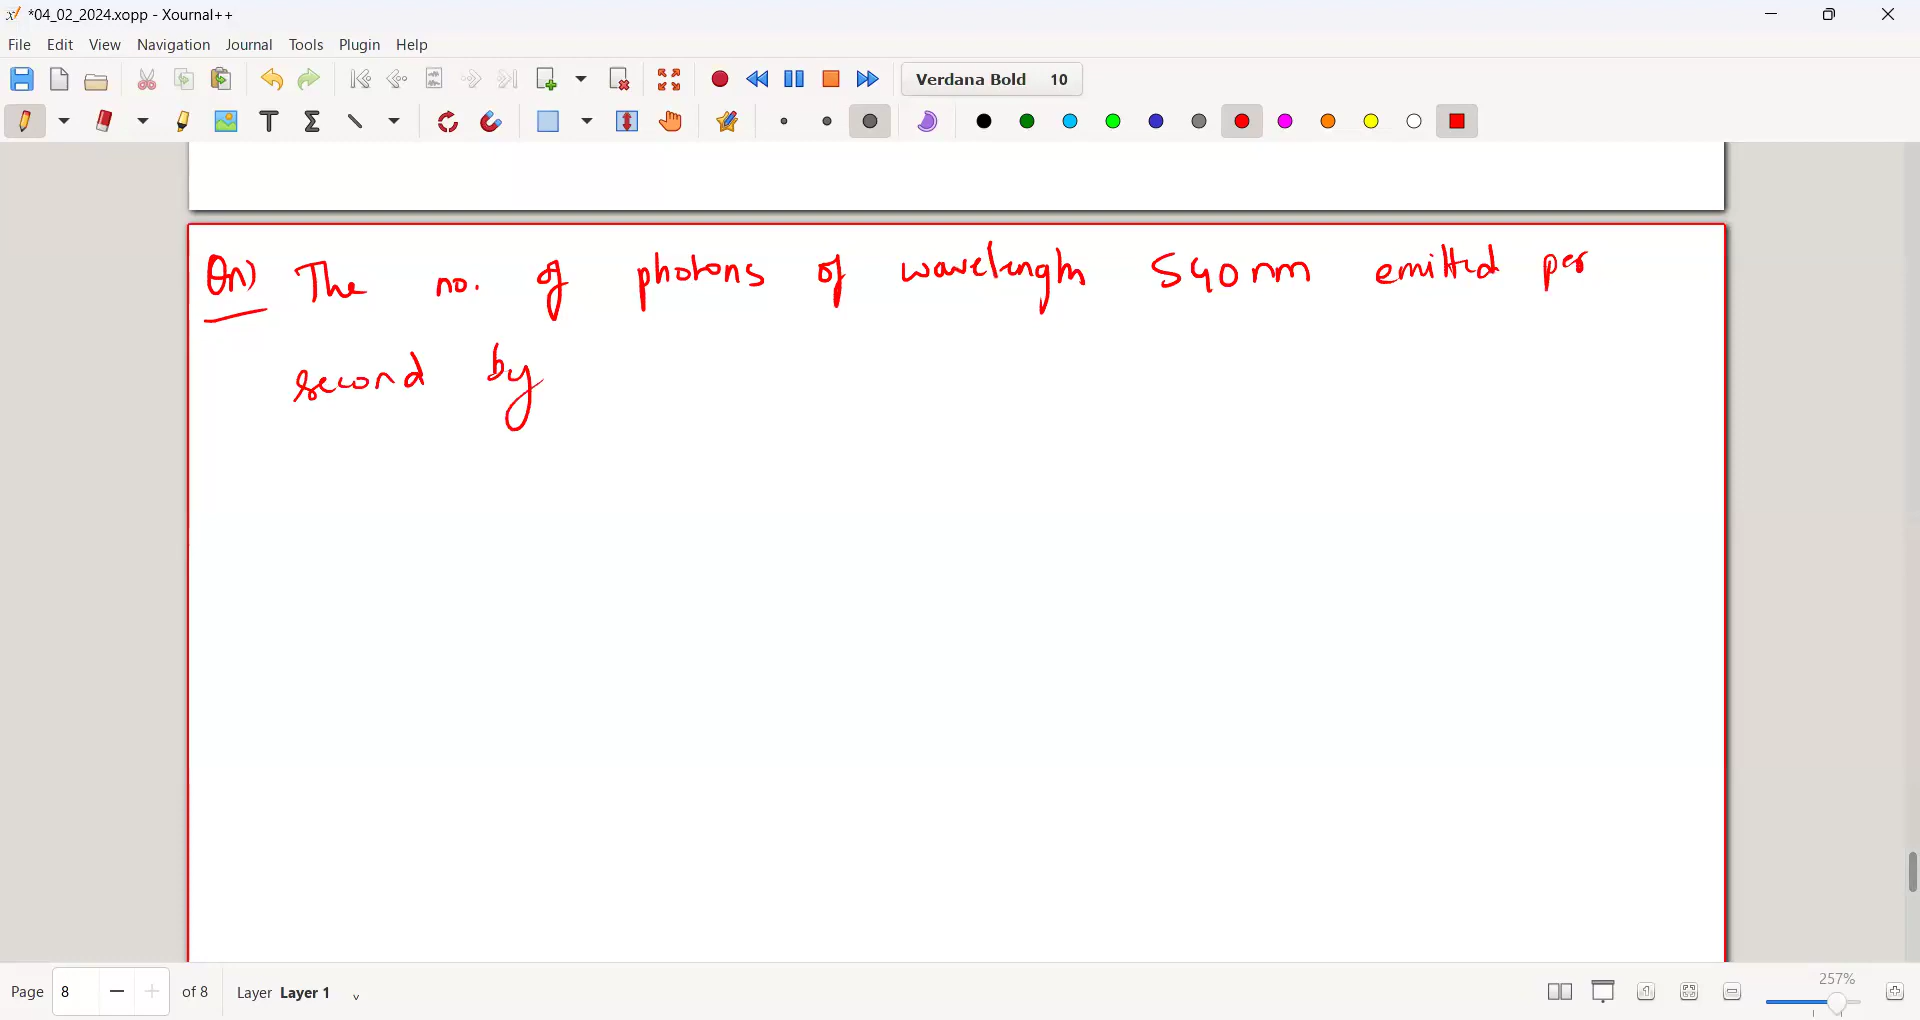 *04_02_2024.xopp - Xournal++
File Edit View Navigation Journal Tools Plugin Help
Verdana Bold 10
Qn) The no. of photons of wavelength 540nm emitted per
second by
Page 8 of 8 Layer Layer 1 257%